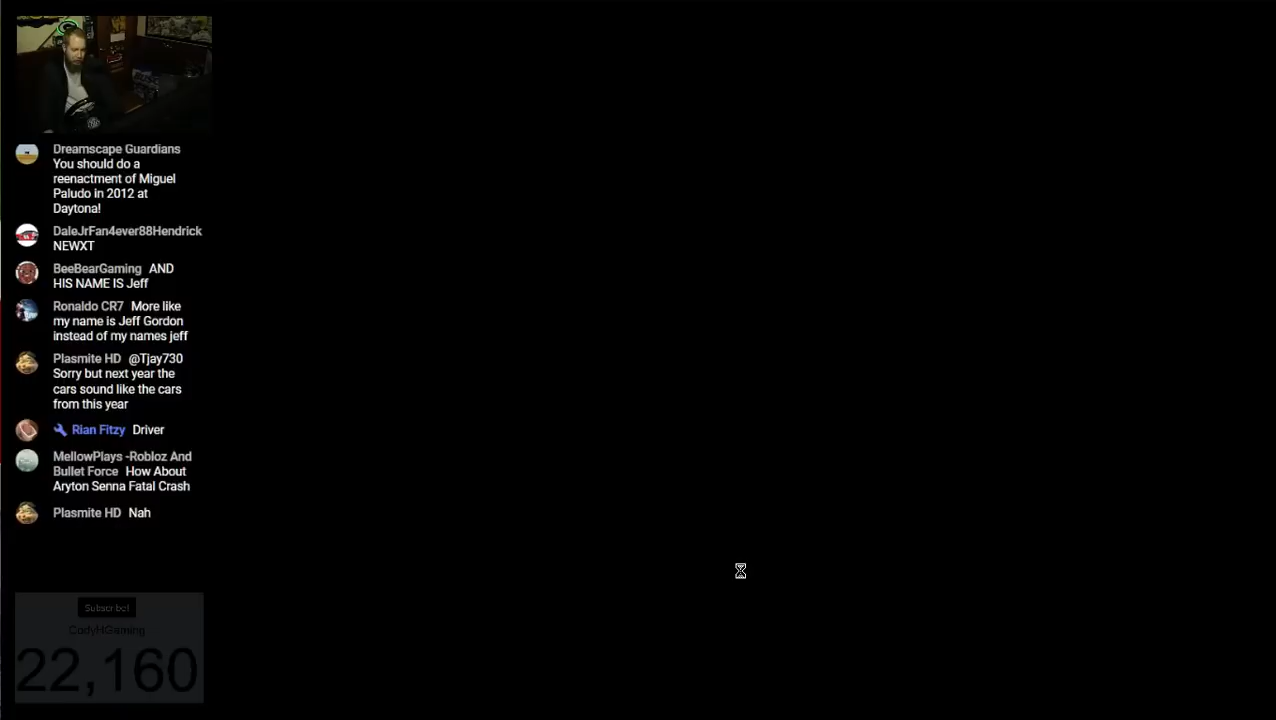 Dreamscape Guardians
You should do a
reenactment of Miguel
Paludo in 2012 at
Daytona!
DaleJrFan4ever88Hendrick
NEWXT
BeeBearGaming AND
HIS NAME IS Jeff
Ronaldo CR7 More like
my name is Jeff Gordon
instead of my names jeff
Plasmite HD @Tjay730
Sorry but next year the
cars sound like the cars
from this year
Rian Fitzy Driver
MellowPlays -Robloz And
Bullet Force How About
Aryton Senna Fatal Crash
Plasmite HD Nah
Subscribe!
CodyHGaming
22,160